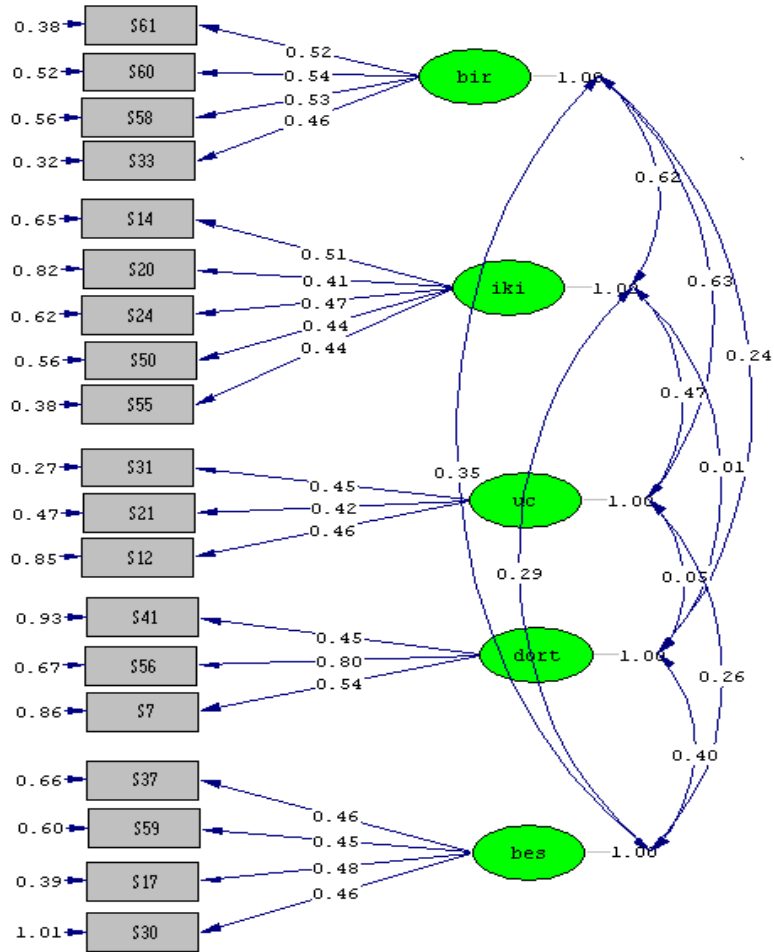 0.38 S61
0.52
0.52 S60
0.54
bir 1.00
0.56 S58
0.53
0.46
0.32 S33
0.62
0.65 S14
0.51
0.82 S20
0.41
iki 1.00
0.63
0.62 S24
0.47
0.44
0.56 S50
0.44
0.24
0.38 S55
0.47
0.27 S31
0.35
0.01
0.45
0.47 S21
0.42
uc 1.00
0.46
0.85 S12
0.29
0.05
0.93 S41
0.45
0.67 S56
0.80
dort 1.00
0.54
0.26
0.86 S7
0.40
0.66 S37
0.46
0.60 S59
0.45
bes 1.00
0.39 S17
0.48
0.46
1.01 S30